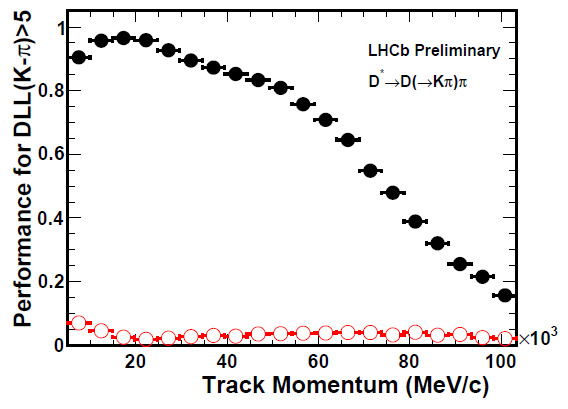 Performance for DLL(K-π)>5
1
0.8
0.6
0.4
0.2
0
LHCb Preliminary
D*→D(→Kπ)π
20 40 60 80 100
×10³
Track Momentum (MeV/c)